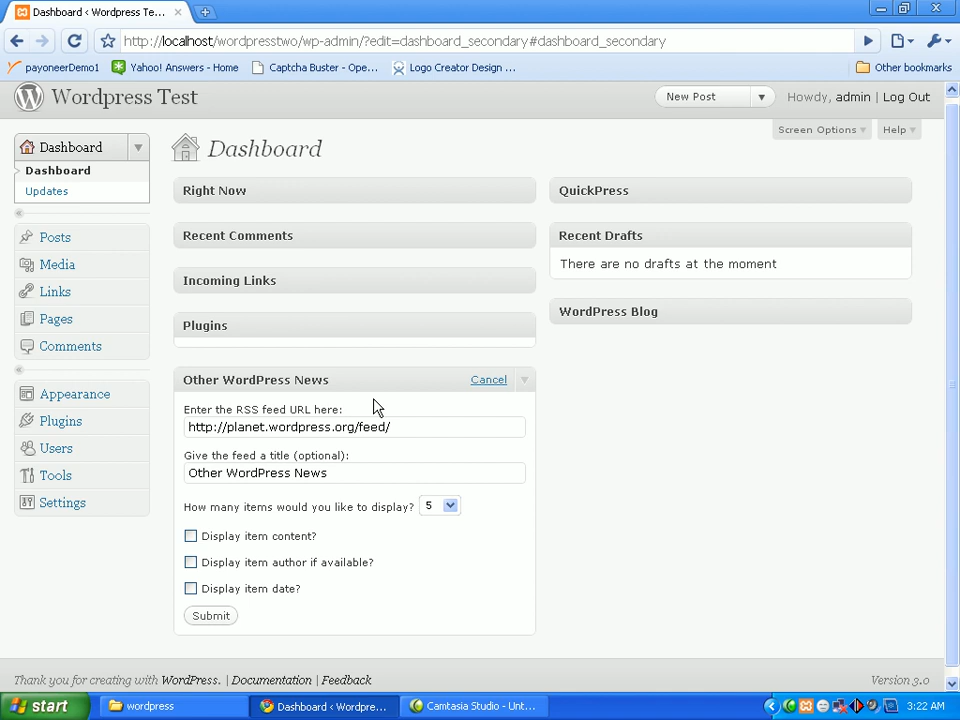 Dashboard ‹ Wordpress Te...
http://localhost/wordpresstwo/wp-admin/?edit=dashboard_secondary#dashboard_secondary
payoneerDemo1
Yahoo! Answers - Home
Captcha Buster - Ope...
Logo Creator Design ...
Other bookmarks
Wordpress Test
New Post
Howdy, admin | Log Out
Screen Options
Help
Dashboard
Dashboard
Updates
Posts
Media
Links
Pages
Comments
Appearance
Plugins
Users
Tools
Settings
Dashboard
Right Now
Recent Comments
Incoming Links
Plugins
Other WordPress News
Cancel
Enter the RSS feed URL here:
http://planet.wordpress.org/feed/
Give the feed a title (optional):
Other WordPress News
How many items would you like to display? 5
Display item content?
Display item author if available?
Display item date?
Submit
QuickPress
Recent Drafts
There are no drafts at the moment
WordPress Blog
Thank you for creating with WordPress. | Documentation | Feedback
Version 3.0
start
wordpress
Dashboard ‹ Wordpre...
Camtasia Studio - Unt...
3:22 AM